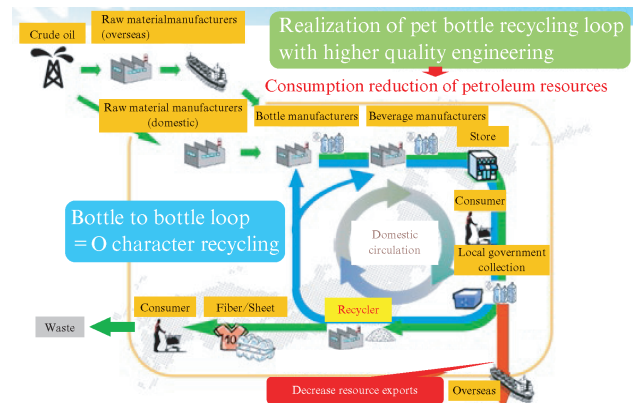 Crude oil
Raw materialmanufacturers
(overseas)
Realization of pet bottle recycling loop
with higher quality engineering
Consumption reduction of petroleum resources
Raw material manufacturers
(domestic)
Bottle manufacturers
Beverage manufacturers
Store
Consumer
Bottle to bottle loop
= O character recycling
Domestic
circulation
Local government
collection
Waste
Consumer
Fiber/Sheet
10
Recycler
Decrease resource exports
Overseas